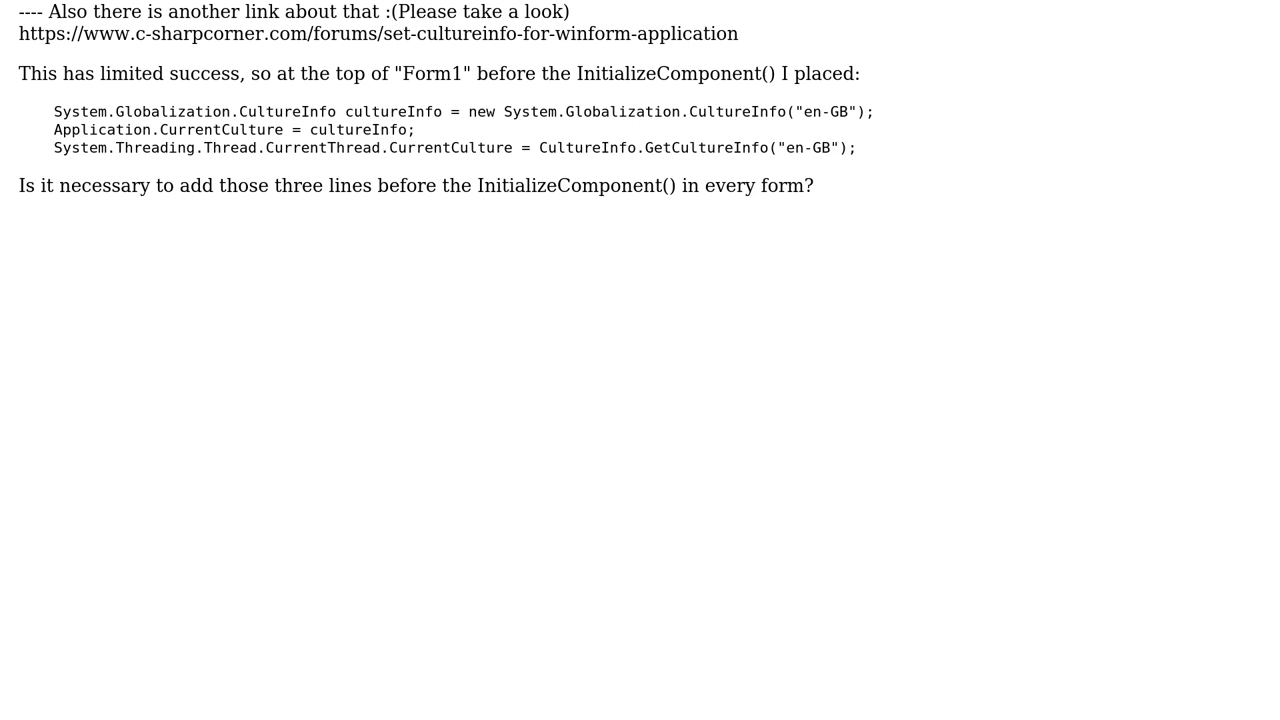 ---- Also there is another link about that :(Please take a look)
https://www.c-sharpcorner.com/forums/set-cultureinfo-for-winform-application
This has limited success, so at the top of "Form1" before the InitializeComponent() I placed:
System.Globalization.CultureInfo cultureInfo = new System.Globalization.CultureInfo("en-GB");
Application.CurrentCulture = cultureInfo;
System.Threading.Thread.CurrentThread.CurrentCulture = CultureInfo.GetCultureInfo("en-GB");
Is it necessary to add those three lines before the InitializeComponent() in every form?